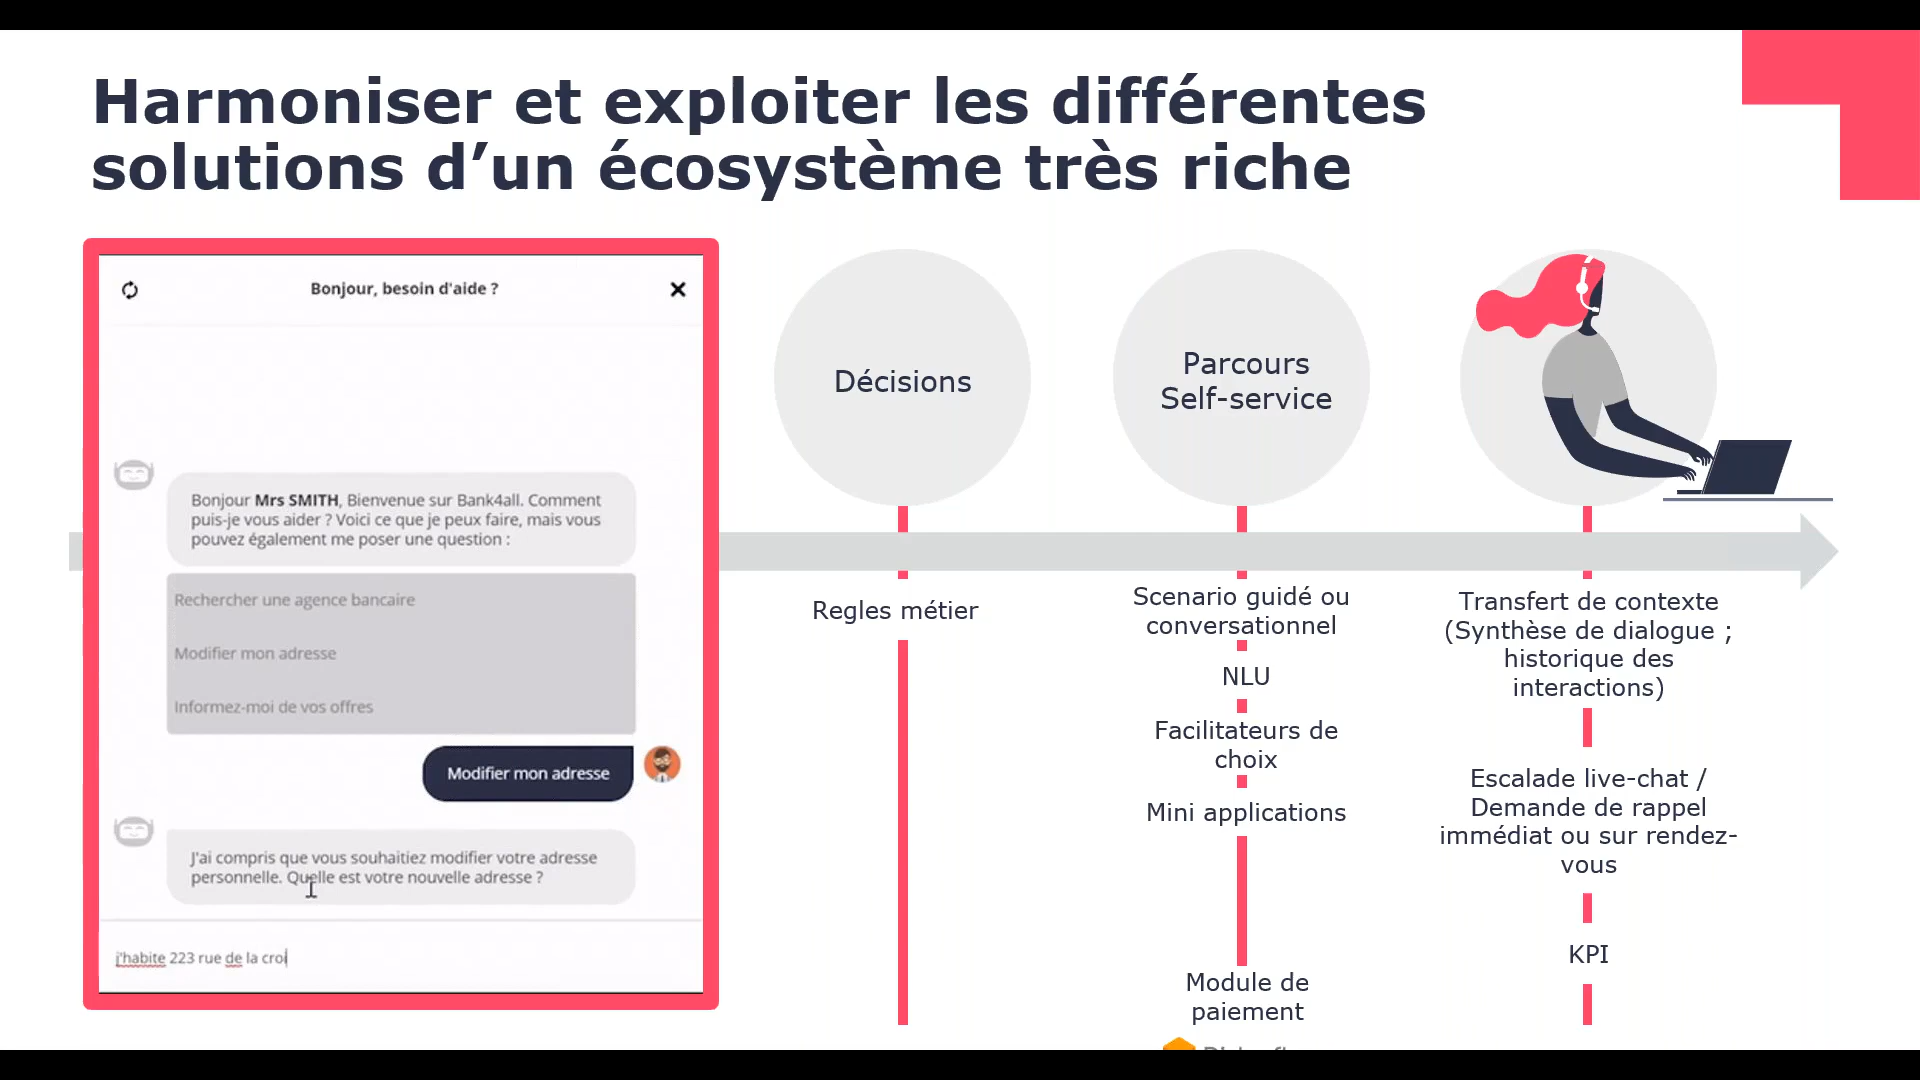 Harmoniser et exploiter les différentes
solutions d’un écosystème très riche
Bonjour, besoin d'aide ?
Bonjour Mrs SMITH, Bienvenue sur Bank4all. Comment
puis-je vous aider ? Voici ce que je peux faire, mais vous
pouvez également me poser une question :
Rechercher une agence bancaire
Modifier mon adresse
Informez-moi de vos offres
Modifier mon adresse
J'ai compris que vous souhaitiez modifier votre adresse
personnelle. Quelle est votre nouvelle adresse ?
j'habite 223 rue de la croi
Décisions
Regles métier
Parcours
Self-service
Scenario guidé ou
conversationnel
NLU
Facilitateurs de
choix
Mini applications
Module de
paiement
Transfert de contexte
(Synthèse de dialogue ;
historique des
interactions)
Escalade live-chat /
Demande de rappel
immédiat ou sur rendez-
vous
KPI